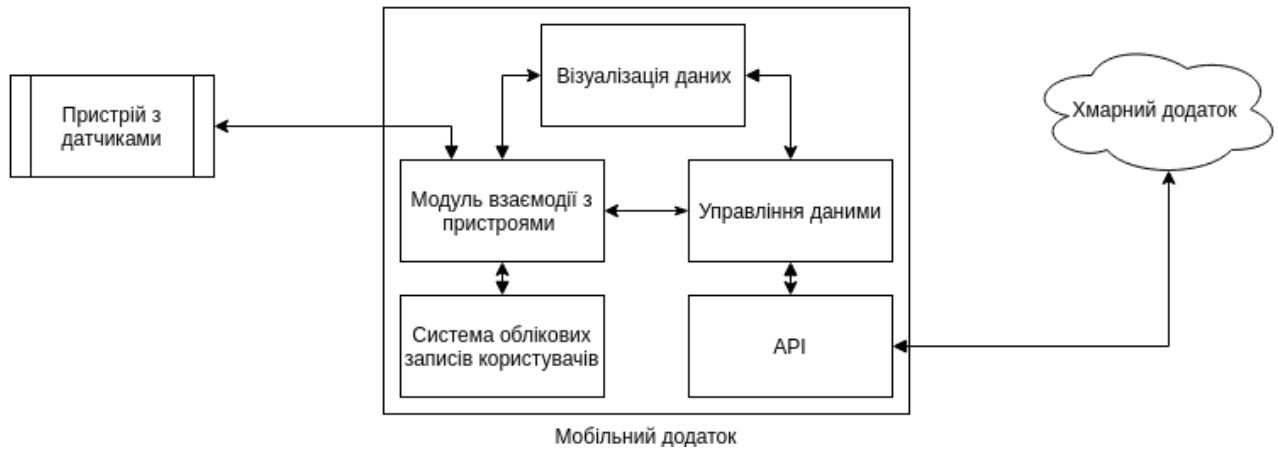 Візуалізація даних
Пристрій з
датчиками
Хмарний додаток
Модуль взаємодії з
пристроями
Управління даними
Система облікових
записів користувачів
API
Мобільний додаток